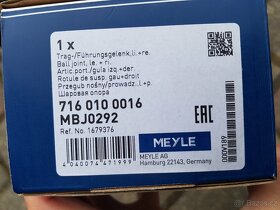 1 x
Trag-/Führungsgelenk,li.+re.
Ball joint, le. + ri.
Artic.port./guía izq.+der.
Rotule de susp. gau+droit
Przegub nośny/prowadz.,l.+p.
Шаровая опора
716 010 0016
MBJ0292
Ref. No. 1679376
EAC
MEYLE
MEYLE AG
Hamburg 22143, Germany
4 040074 471999